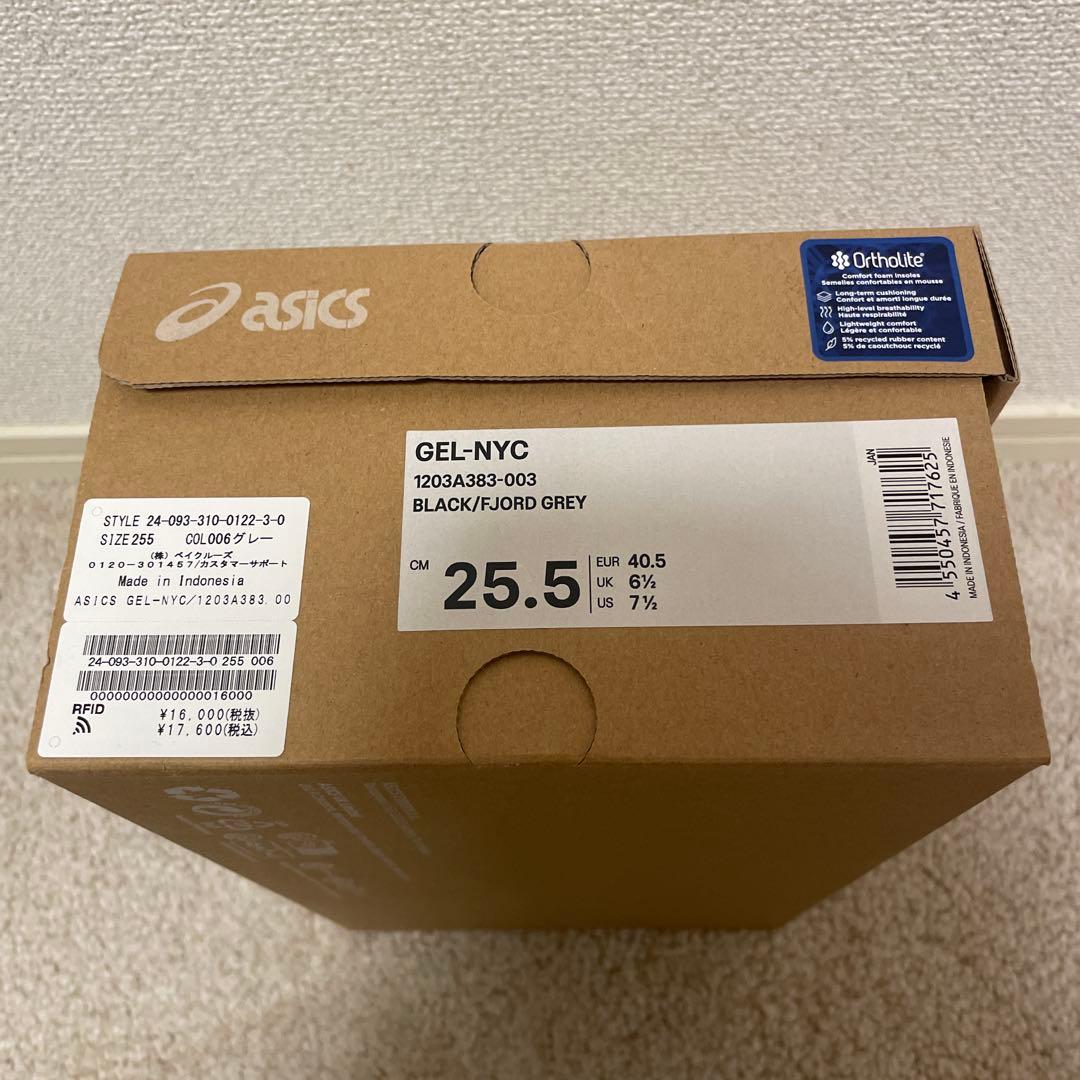 asics
Ortholite®
Comfort foam insoles
Semelles confortables en mousse
Long-term cushioning
Confort et amorti longue durée
High-level breathability
Haute respirabilité
Lightweight comfort
Légère et confortable
5% recycled rubber content
5% de caoutchouc recyclé
GEL-NYC
1203A383-003
BLACK/FJORD GREY
CM
25.5
EUR 40.5
UK 6½
US 7½
JAN
4 550457 717625
MADE IN INDONESIA / FABRIQUE EN INDONESIE
STYLE 24-093-310-0122-3-0
SIZE 255 COL006グレー
(株) ベイクルーズ
0120-301457/カスタマーサポート
Made in Indonesia
ASICS GEL-NYC/1203A383.00
24-093-310-0122-3-0 255 006
00000000000000016000
RFID
¥16,000(税抜)
¥17,600(税込)